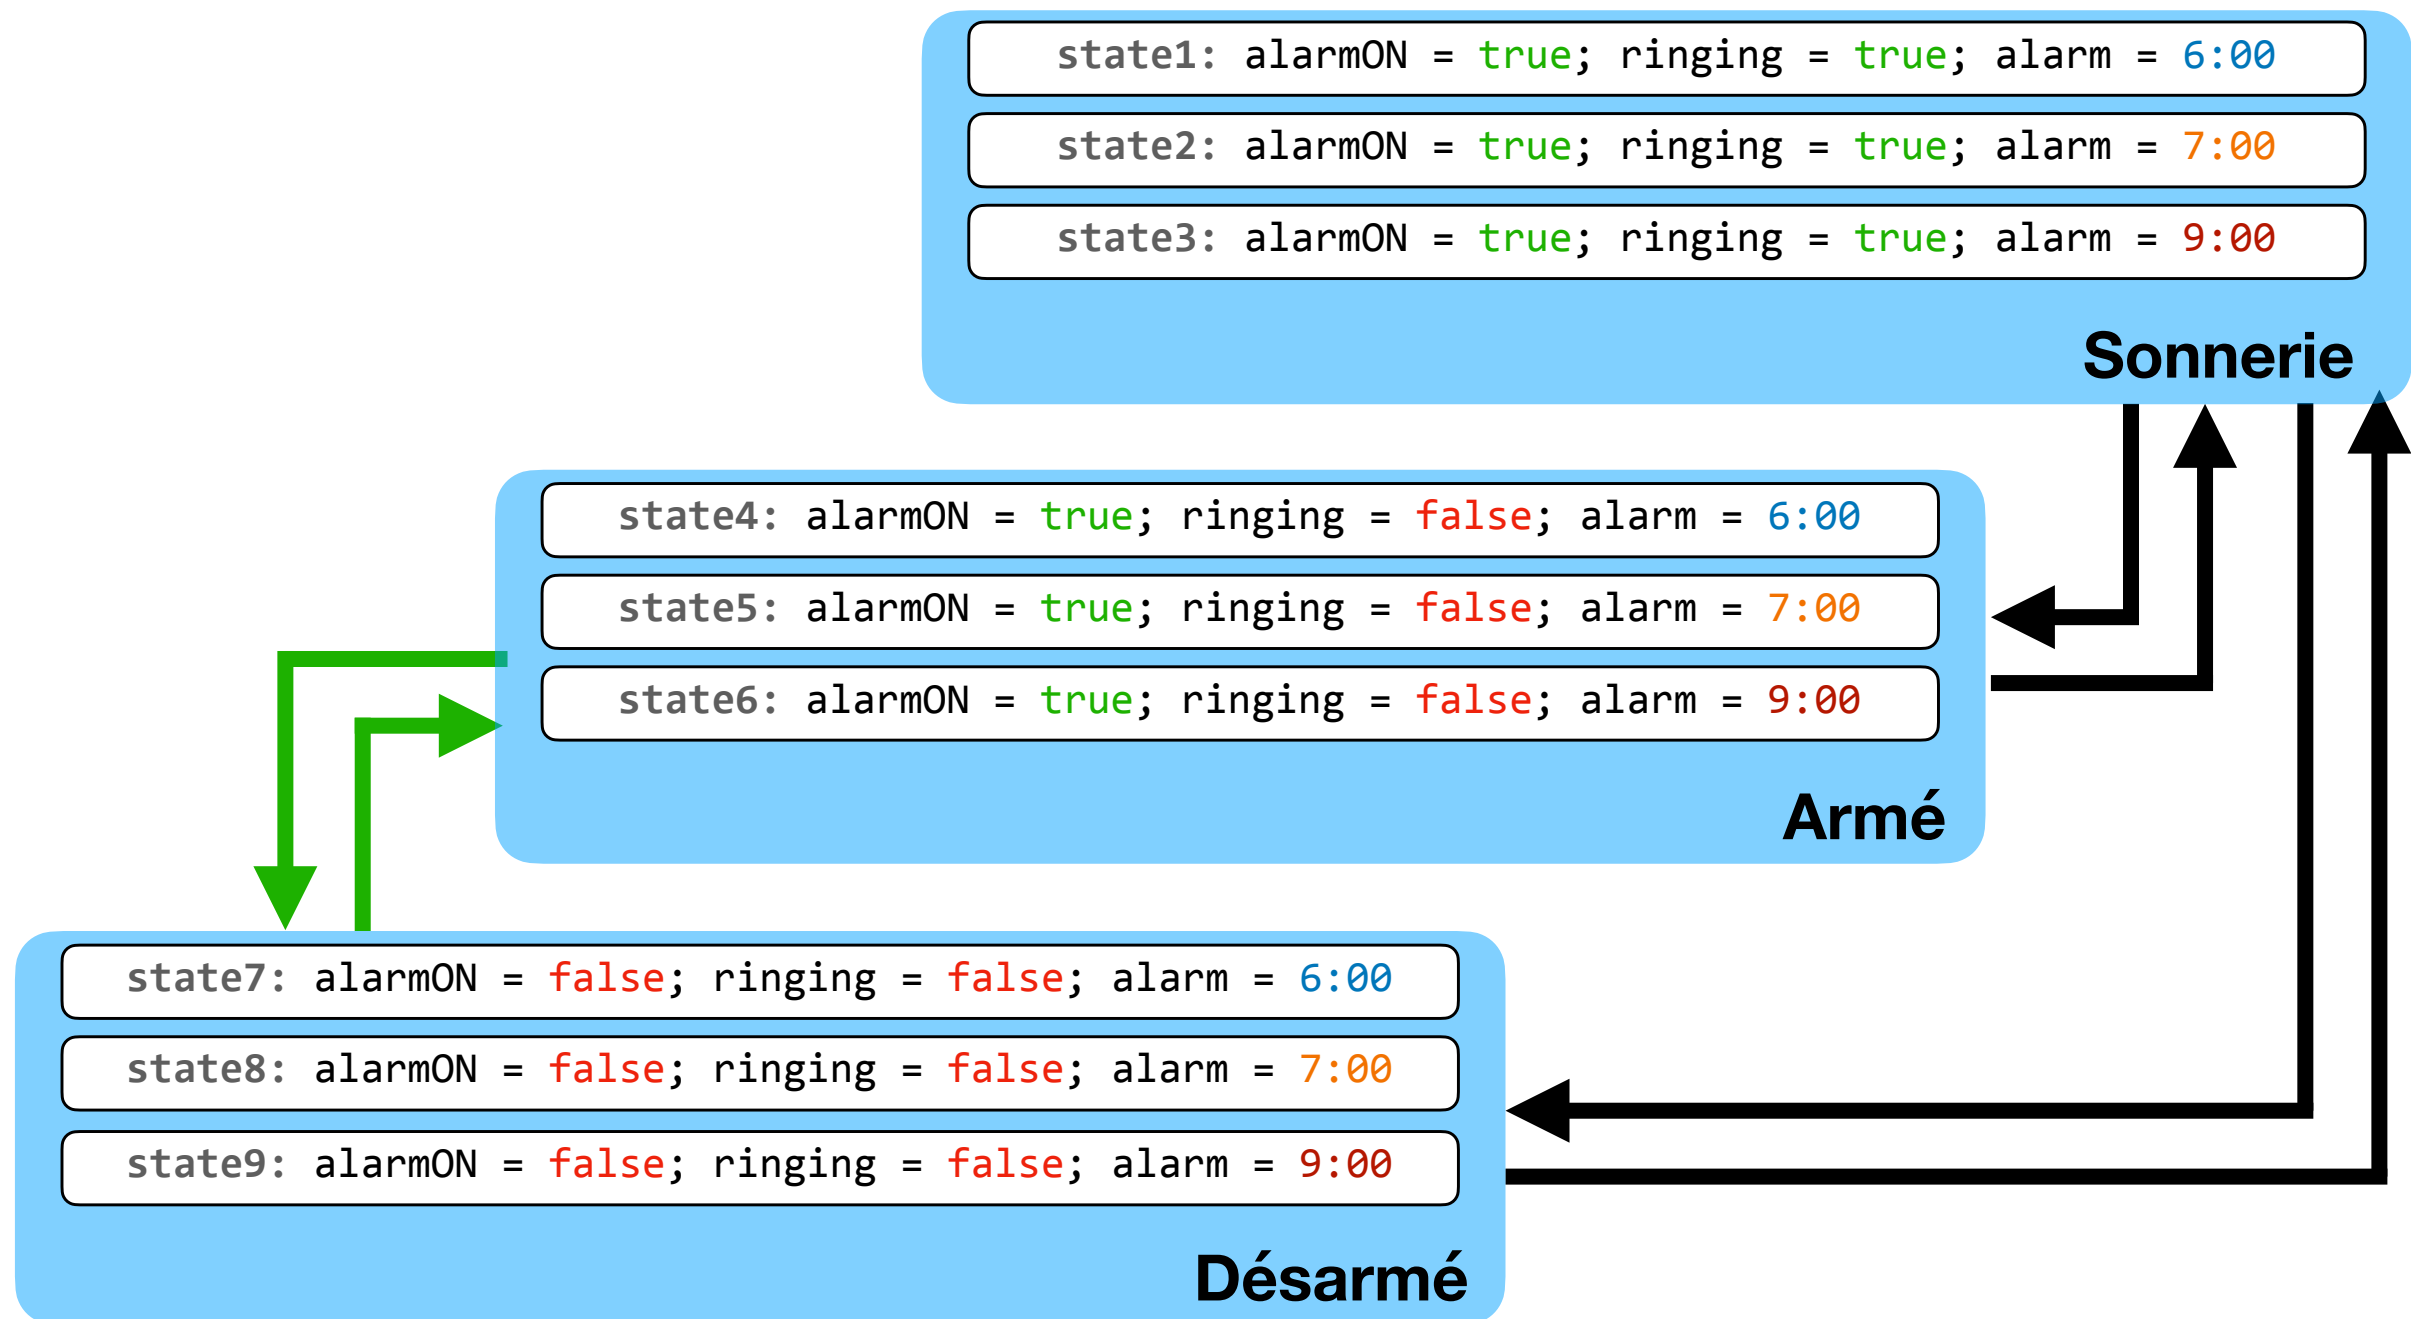 state1: alarmON = true; ringing = true; alarm = 6:00
state2: alarmON = true; ringing = true; alarm = 7:00
state3: alarmON = true; ringing = true; alarm = 9:00
Sonnerie
state4: alarmON = true; ringing = false; alarm = 6:00
state5: alarmON = true; ringing = false; alarm = 7:00
state6: alarmON = true; ringing = false; alarm = 9:00
Armé
state7: alarmON = false; ringing = false; alarm = 6:00
state8: alarmON = false; ringing = false; alarm = 7:00
state9: alarmON = false; ringing = false; alarm = 9:00
Désarmé